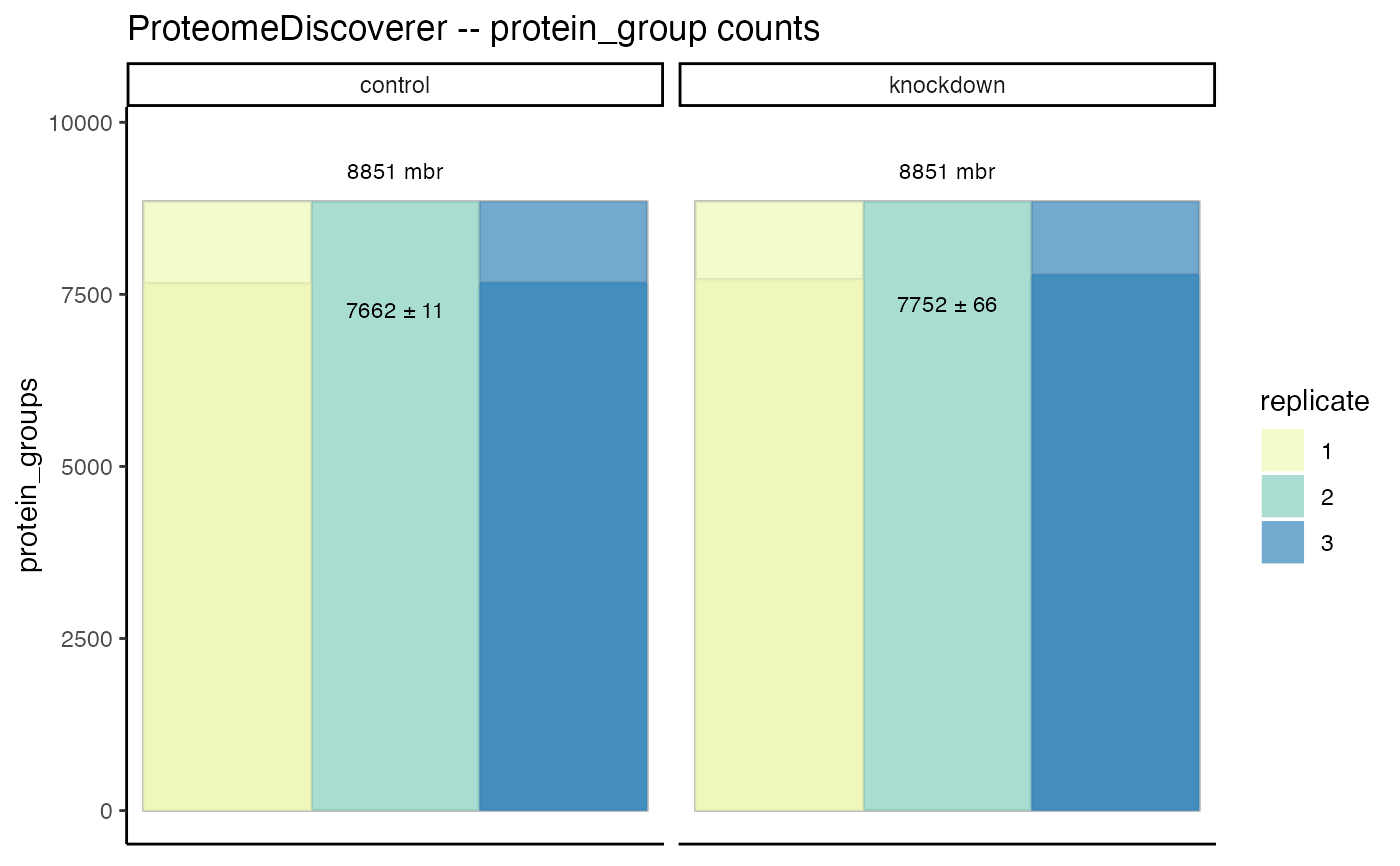 ProteomeDiscoverer -- protein_group counts
control
knockdown
10000
7500
5000
2500
0
protein_groups
8851 mbr
7662 ± 11
8851 mbr
7752 ± 66
replicate
1
2
3